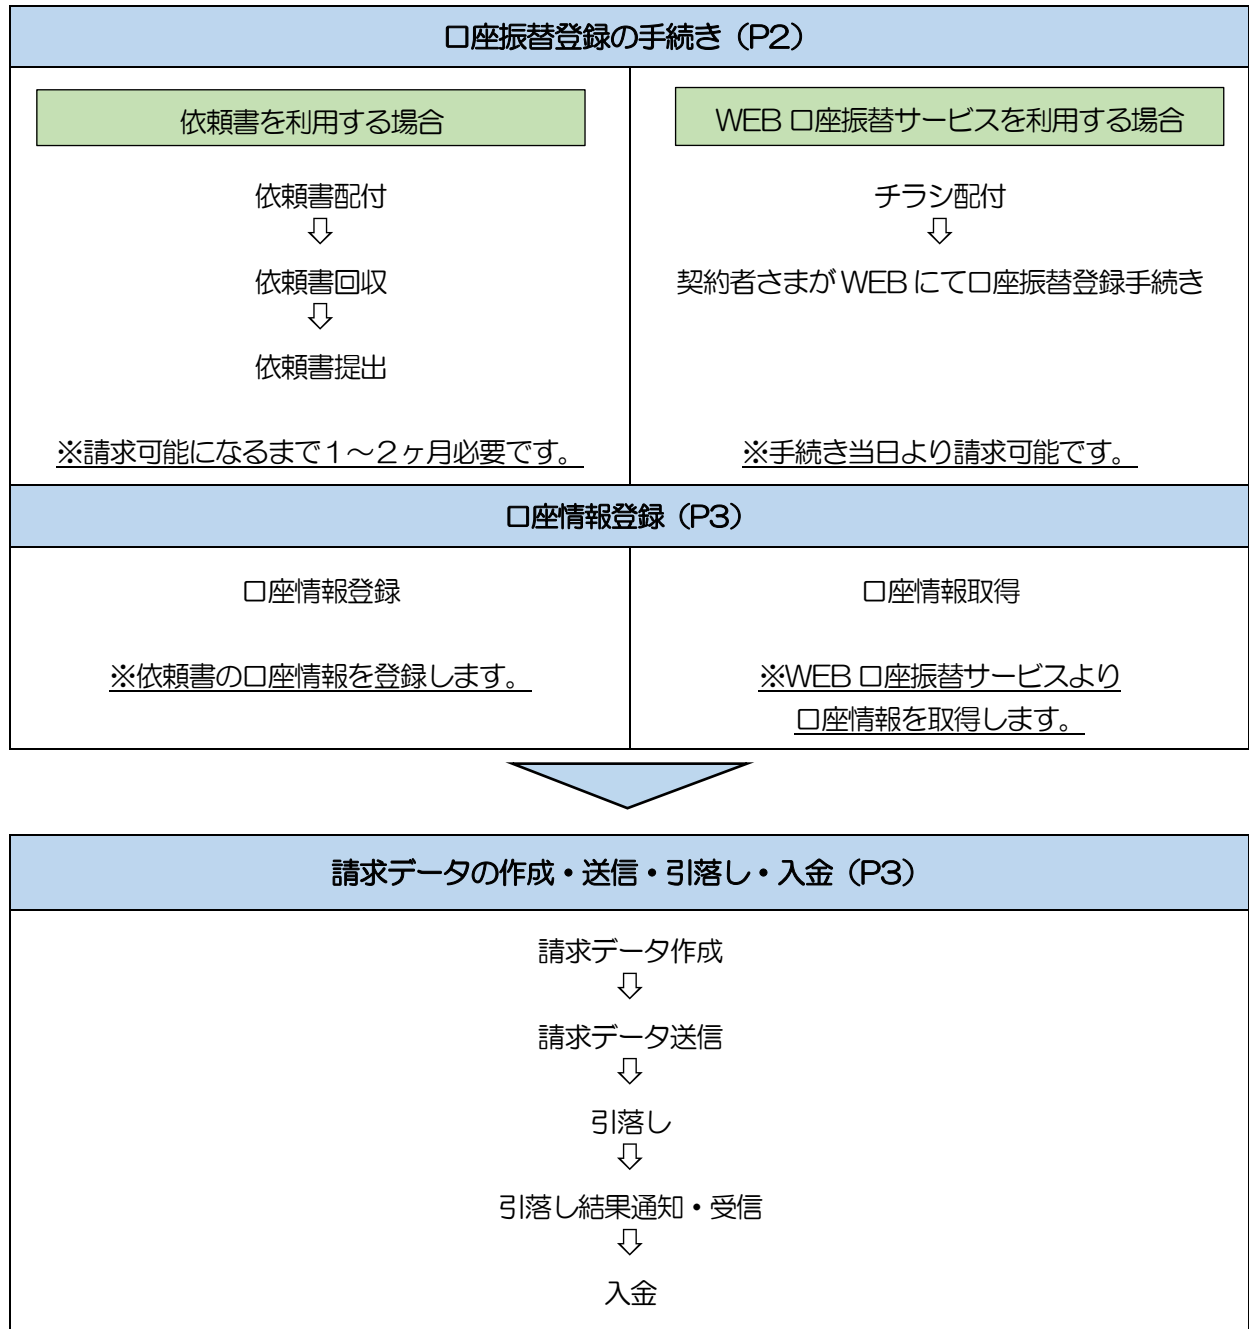 口座振替登録の手続き（P2）
依頼書を利用する場合
依頼書配付
⇩
依頼書回収
⇩
依頼書提出
※請求可能になるまで１～２ヶ月必要です。
WEB 口座振替サービスを利用する場合
チラシ配付
⇩
契約者さまが WEB にて口座振替登録手続き
※手続き当日より請求可能です。
口座情報登録（P3）
口座情報登録
※依頼書の口座情報を登録します。
口座情報取得
※WEB 口座振替サービスより
口座情報を取得します。
請求データの作成・送信・引落し・入金（P3）
請求データ作成
⇩
請求データ送信
⇩
引落し
⇩
引落し結果通知・受信
⇩
入金